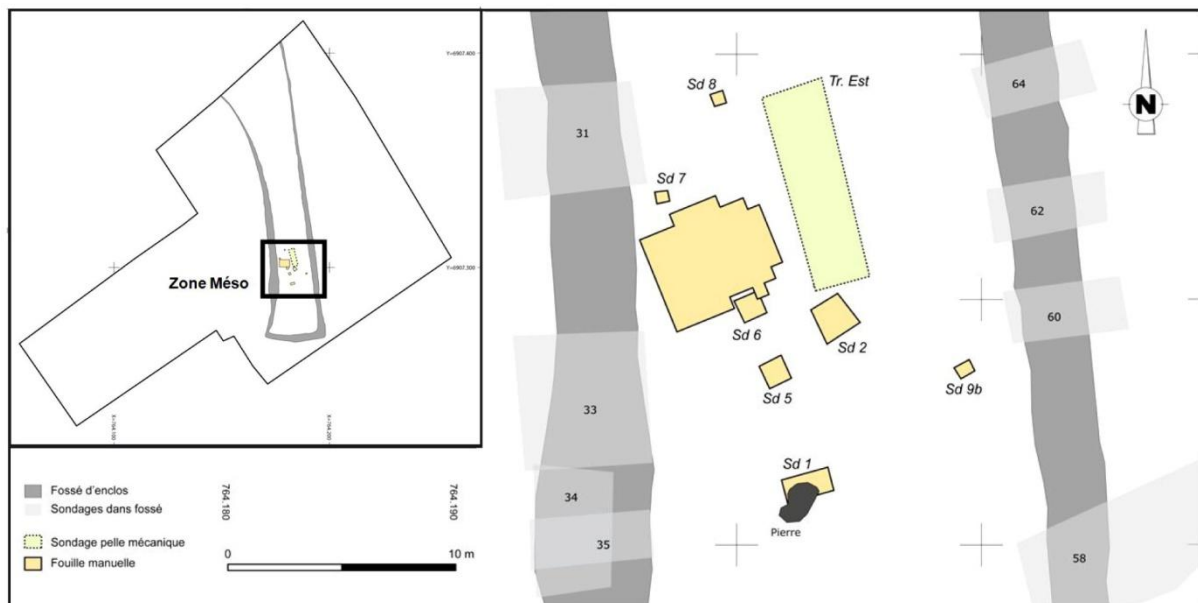 Y=6907.400
Y=6907.300
Zone Méso
X=764.100
X=764.200
Fossé d'enclos
Sondages dans fossé
Sondage pelle mécanique
Fouille manuelle
764.180
764.190
0
10 m
Sd 8
Tr. Est
64
N
31
Sd 7
62
Sd 6
Sd 2
60
Sd 5
Sd 9b
33
Sd 1
34
Pierre
35
58